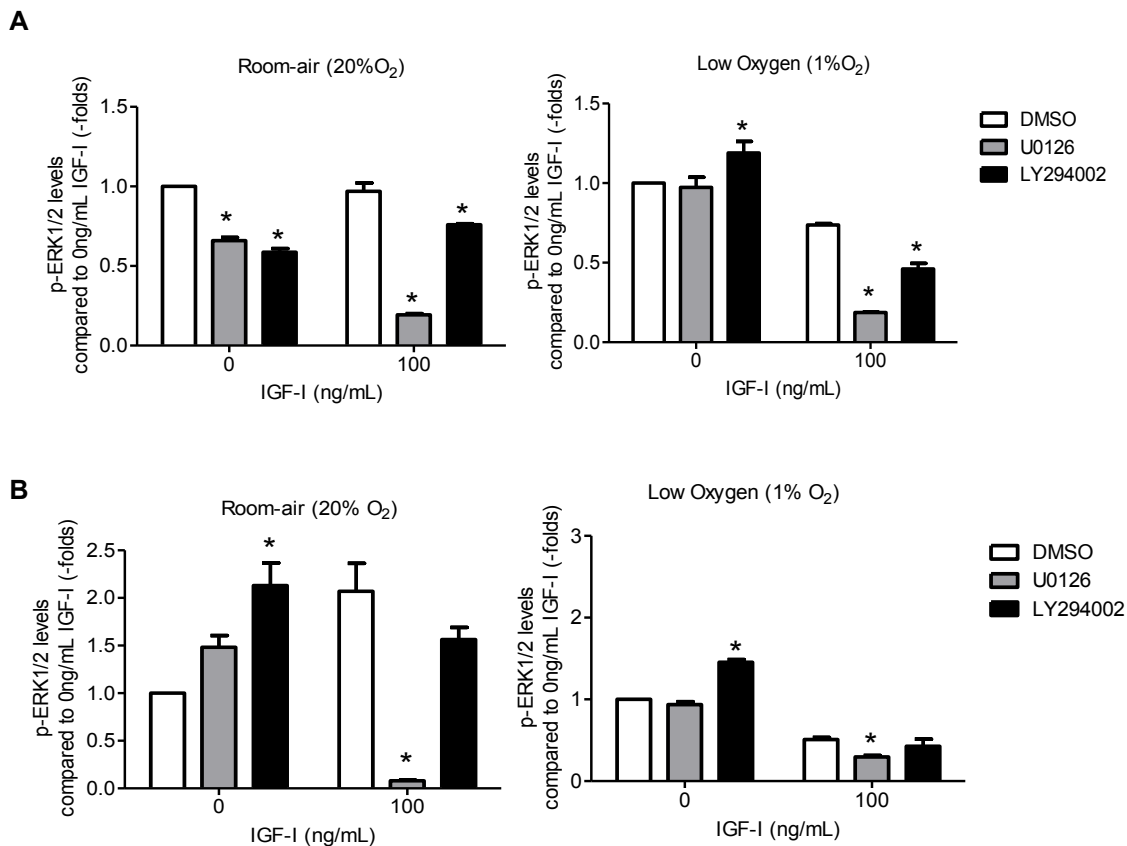 A
Room-air (20%O2)
p-ERK1/2 levels
compared to 0ng/mL IGF-I (-folds)
1.5
1.0
0.5
0.0
*
*
*
*
0
100
IGF-I (ng/mL)
Low Oxygen (1%O2)
p-ERK1/2 levels
compared to 0ng/mL IGF-I (-folds)
1.5
1.0
0.5
0.0
*
*
*
0
100
IGF-I (ng/mL)
DMSO
U0126
LY294002
B
Room-air (20% O2)
p-ERK1/2 levels
compared to 0ng/mL IGF-I (-folds)
2.5
2.0
1.5
1.0
0.5
0.0
*
*
0
100
IGF-I (ng/mL)
Low Oxygen (1% O2)
p-ERK1/2 levels
compared to 0ng/mL IGF-I (-folds)
3
2
1
0
*
*
0
100
IGF-I (ng/mL)
DMSO
U0126
LY294002